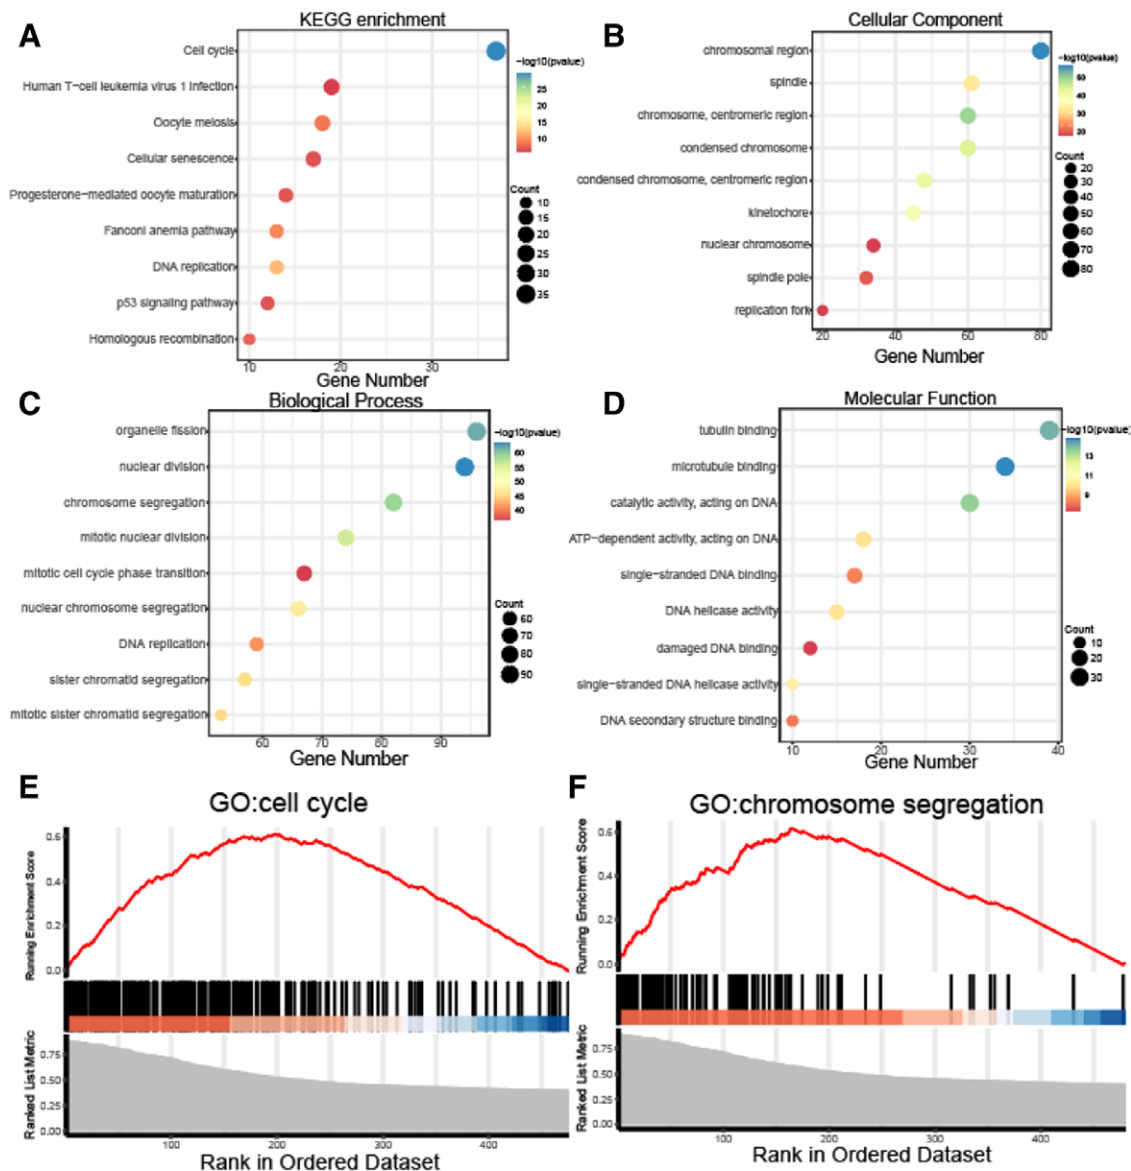 A
KEGG enrichment
Cell cycle
Human T-cell leukemia virus 1 infection
Oocyte meiosis
Cellular senescence
Progesterone-mediated oocyte maturation
Fanconi anemia pathway
DNA replication
p53 signaling pathway
Homologous recombination
10 20 30
Gene Number
-log10(pvalue)
25
20
15
10
Count
10
15
20
25
30
35
B
Cellular Component
chromosomal region
spindle
chromosome, centromeric region
condensed chromosome
condensed chromosome, centromeric region
kinetochore
nuclear chromosome
spindle pole
replication fork
20 40 60 80
Gene Number
-log10(pvalue)
50
40
30
20
Count
20
30
40
50
60
70
80
C
Biological Process
organelle fission
nuclear division
chromosome segregation
mitotic nuclear division
mitotic cell cycle phase transition
nuclear chromosome segregation
DNA replication
sister chromatid segregation
mitotic sister chromatid segregation
60 70 80 90
Gene Number
-log10(pvalue)
60
55
50
45
40
Count
60
70
80
90
D
Molecular Function
tubulin binding
microtubule binding
catalytic activity, acting on DNA
ATP-dependent activity, acting on DNA
single-stranded DNA binding
DNA helicase activity
damaged DNA binding
single-stranded DNA helicase activity
DNA secondary structure binding
10 20 30 40
Gene Number
-log10(pvalue)
13
11
9
Count
10
20
30
E
GO:cell cycle
Running Enrichment Score
0.6
0.4
0.2
0.0
Ranked List Metric
0.75
0.50
0.25
0.00
100 200 300 400
Rank in Ordered Dataset
F
GO:chromosome segregation
Running Enrichment Score
0.6
0.4
0.2
0.0
Ranked List Metric
0.75
0.50
0.25
0.00
100 200 300 400
Rank in Ordered Dataset